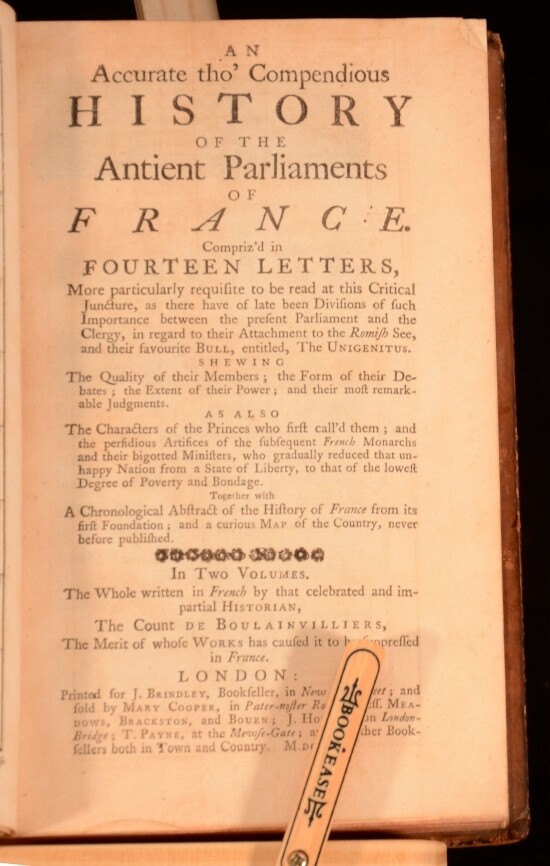 AN
Accurate tho' Compendious
HISTORY
OF THE
Antient Parliaments
OF
FRANCE.
Compriz'd in
FOURTEEN LETTERS,
More particularly requiſite to be read at this Critical
Juncture, as there have of late been Diviſions of ſuch
Importance between the preſent Parliament and the
Clergy, in regard to their Attachment to the Romiſh See,
and their favourite BULL, entitled, The UNIGENITUS.
SHEWING
The Quality of their Members; the Form of their De-
bates; the Extent of their Power; and their moſt remark-
able Judgments.
AS ALSO
The Characters of the Princes who firſt call'd them; and
the perfidious Artifices of the ſubſequent French Monarchs
and their bigotted Miniſters, who gradually reduced that un-
happy Nation from a State of Liberty, to that of the loweſt
Degree of Poverty and Bondage.
Together with
A Chronological Abſtract of the Hiſtory of France from its
firſt Foundation; and a curious MAP of the Country, never
before publiſhed.
In TWO VOLUMES.
The Whole written in French by that celebrated and im-
partial HISTORIAN,
The Count DE BOULAINVILLIERS,
The Merit of whoſe WORKS has cauſed it to be ſuppreſſed
in France.
LONDON:
Printed for J. BRINDLEY, Bookſeller, in New and
ſold by MARY COOPER, in Pater-noſter MEA-
DOWS, BRACKSTON, and BOURN; J. on London-
Bridge; T. PAYNE, at the Mewſe-Gate; Book-
ſellers both in Town and Country.
BOOKEASE